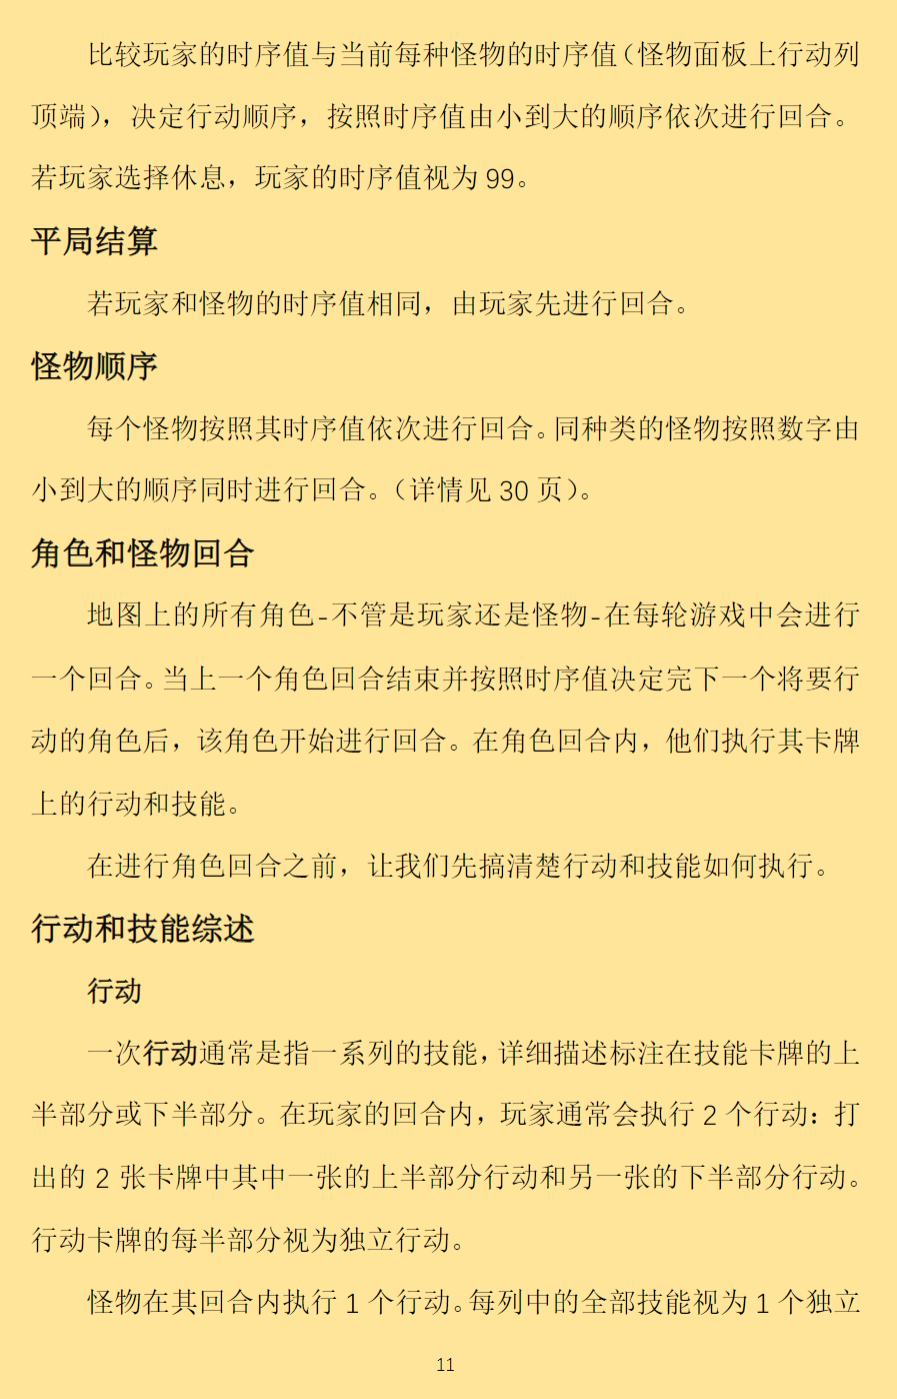 比较玩家的时序值与当前每种怪物的时序值（怪物面板上行动列
顶端），决定行动顺序，按照时序值由小到大的顺序依次进行回合。
若玩家选择休息，玩家的时序值视为 99。
平局结算
若玩家和怪物的时序值相同，由玩家先进行回合。
怪物顺序
每个怪物按照其时序值依次进行回合。同种类的怪物按照数字由
小到大的顺序同时进行回合。（详情见 30 页）。
角色和怪物回合
地图上的所有角色-不管是玩家还是怪物-在每轮游戏中会进行
一个回合。当上一个角色回合结束并按照时序值决定完下一个将要行
动的角色后，该角色开始进行回合。在角色回合内，他们执行其卡牌
上的行动和技能。
在进行角色回合之前，让我们先搞清楚行动和技能如何执行。
行动和技能综述
行动
一次行动通常是指一系列的技能，详细描述标注在技能卡牌的上
半部分或下半部分。在玩家的回合内，玩家通常会执行 2 个行动：打
出的 2 张卡牌中其中一张的上半部分行动和另一张的下半部分行动。
行动卡牌的每半部分视为独立行动。
怪物在其回合内执行 1 个行动。每列中的全部技能视为 1 个独立
11